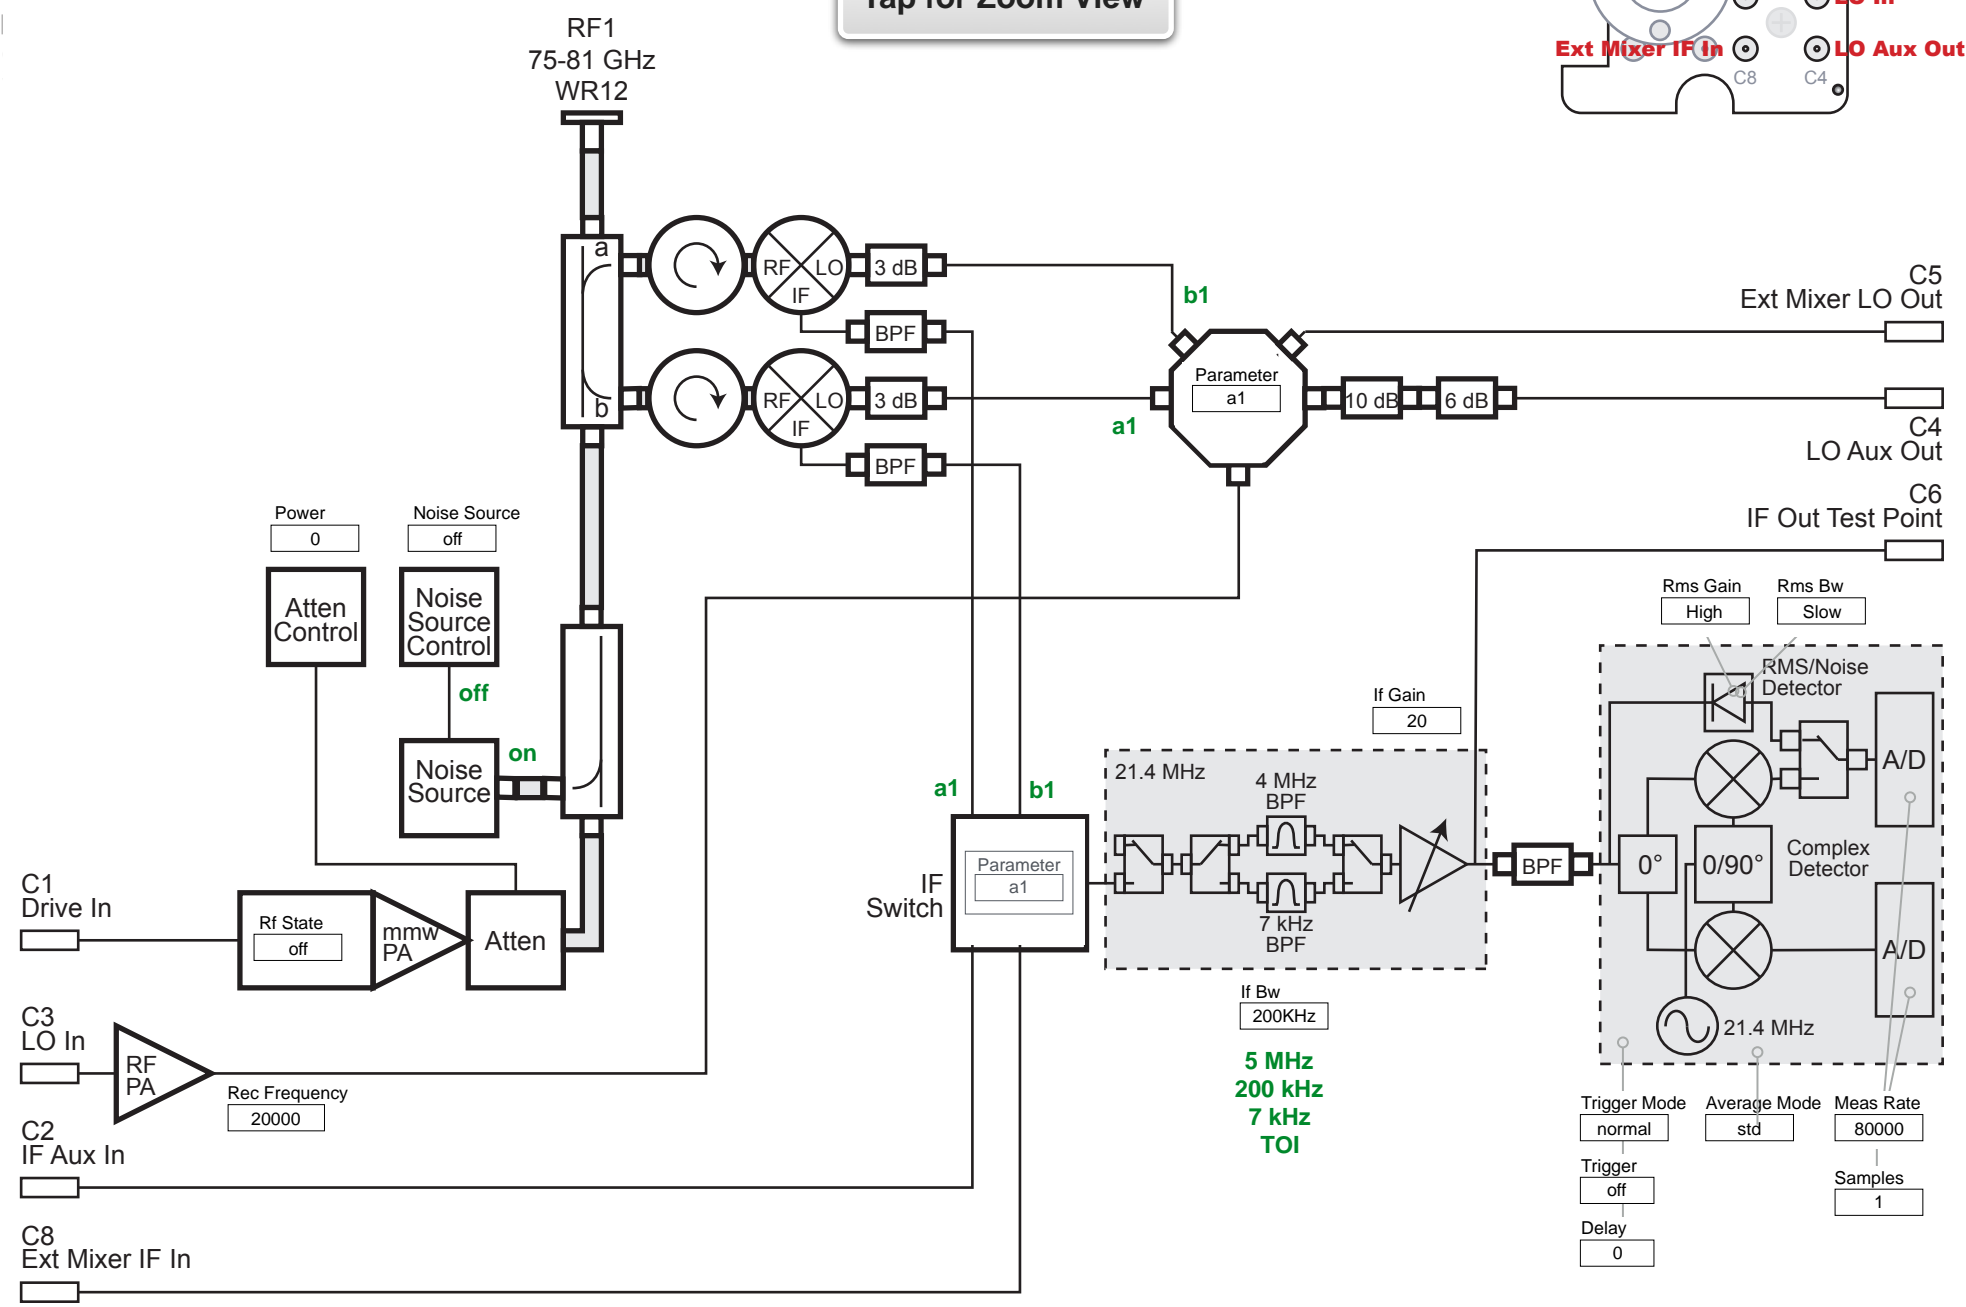 Tap for Zoom View
LO In
Ext Mixer IF In
LO Aux Out
C8
C4
RF1
75-81 GHz
WR12
a
RF
LO
IF
3 dB
BPF
b
RF
LO
IF
3 dB
BPF
b1
a1
Parameter
a1
10 dB
6 dB
C5
Ext Mixer LO Out
C4
LO Aux Out
C6
IF Out Test Point
Power
0
Noise Source
off
Atten
Control
Noise
Source
Control
off
Noise
Source
on
Rms Gain
High
Rms Bw
Slow
RMS/Noise
Detector
A/D
If Gain
20
21.4 MHz
4 MHz
BPF
7 kHz
BPF
a1
b1
IF
Switch
Parameter
a1
BPF
0°
0/90°
Complex
Detector
A/D
21.4 MHz
C1
Drive In
Rf State
off
mmw
PA
Atten
C3
LO In
RF
PA
Rec Frequency
20000
If Bw
200KHz
5 MHz
200 kHz
7 kHz
TOI
C2
IF Aux In
C8
Ext Mixer IF In
Trigger Mode
normal
Average Mode
std
Meas Rate
80000
Trigger
off
Samples
1
Delay
0